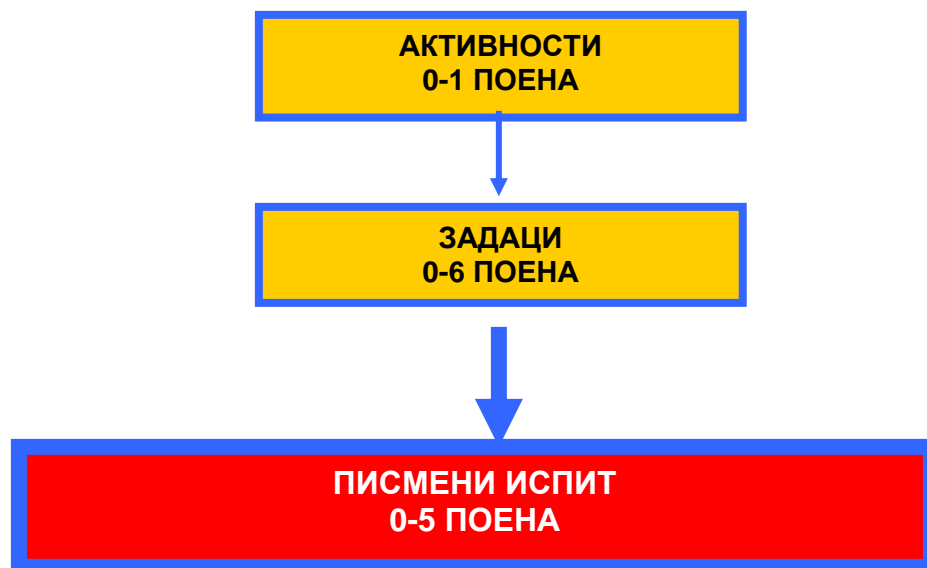 АКТИВНОСТИ
0-1 ПОЕНА
ЗАДАЦИ
0-6 ПОЕНА
ПИСМЕНИ ИСПИТ
0-5 ПОЕНА